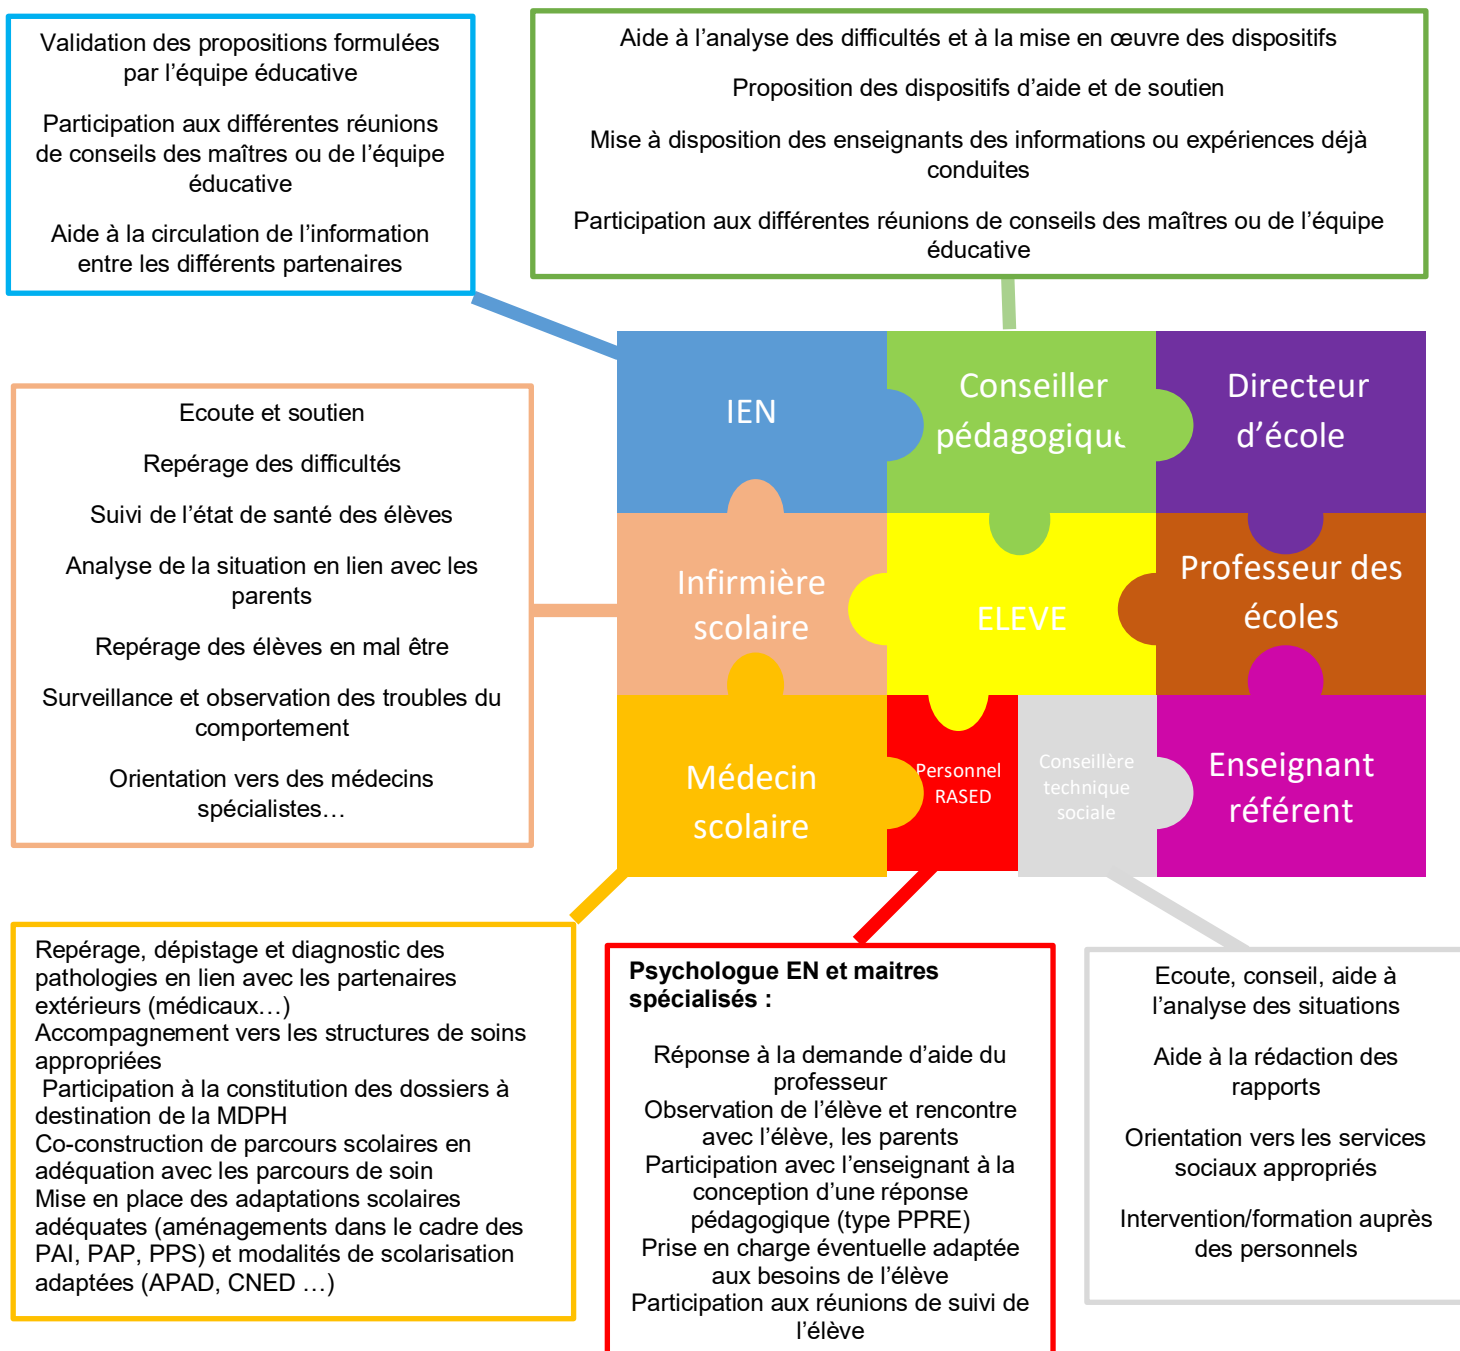 Validation des propositions formulées
par l’équipe éducative
Participation aux différentes réunions
de conseils des maîtres ou de l’équipe
éducative
Aide à la circulation de l’information
entre les différents partenaires
Aide à l’analyse des difficultés et à la mise en œuvre des dispositifs
Proposition des dispositifs d’aide et de soutien
Mise à disposition des enseignants des informations ou expériences déjà
conduites
Participation aux différentes réunions de conseils des maîtres ou de l’équipe
éducative
IEN
Conseiller
pédagogique
Directeur
d’école
Ecoute et soutien
Repérage des difficultés
Suivi de l’état de santé des élèves
Analyse de la situation en lien avec les
parents
Repérage des élèves en mal être
Surveillance et observation des troubles du
comportement
Orientation vers des médecins
spécialistes…
Infirmière
scolaire
ELEVE
Professeur des
écoles
Médecin
scolaire
Personnel
RASED
Conseillère
technique
sociale
Enseignant
référent
Repérage, dépistage et diagnostic des
pathologies en lien avec les partenaires
extérieurs (médicaux…)
Accompagnement vers les structures de soins
appropriées
Participation à la constitution des dossiers à
destination de la MDPH
Co-construction de parcours scolaires en
adéquation avec les parcours de soin
Mise en place des adaptations scolaires
adéquates (aménagements dans le cadre des
PAI, PAP, PPS) et modalités de scolarisation
adaptées (APAD, CNED …)
Psychologue EN et maitres
spécialisés :
Réponse à la demande d’aide du
professeur
Observation de l’élève et rencontre
avec l’élève, les parents
Participation avec l’enseignant à la
conception d’une réponse
pédagogique (type PPRE)
Prise en charge éventuelle adaptée
aux besoins de l’élève
Participation aux réunions de suivi de
l’élève
Ecoute, conseil, aide à
l’analyse des situations
Aide à la rédaction des
rapports
Orientation vers les services
sociaux appropriés
Intervention/formation auprès
des personnels